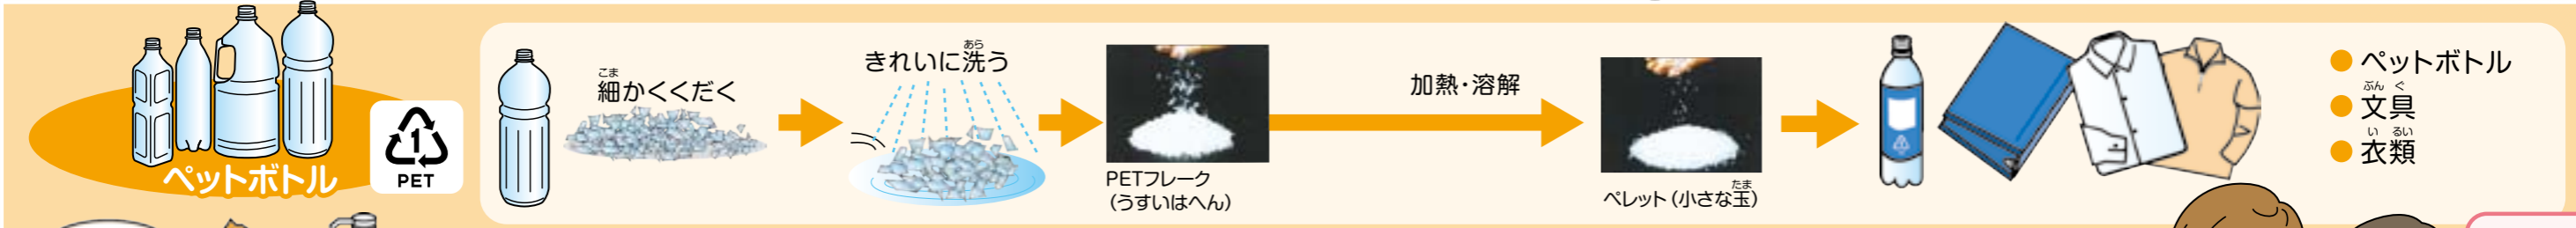 ペットボトル
1
PET
細かくくだく
こま
きれいに洗う
あら
PETフレーク
(うすいはへん)
加熱・溶解
ペレット(小さな玉)
たま
●ペットボトル
●文具
ぶんぐ
●衣類
いるい